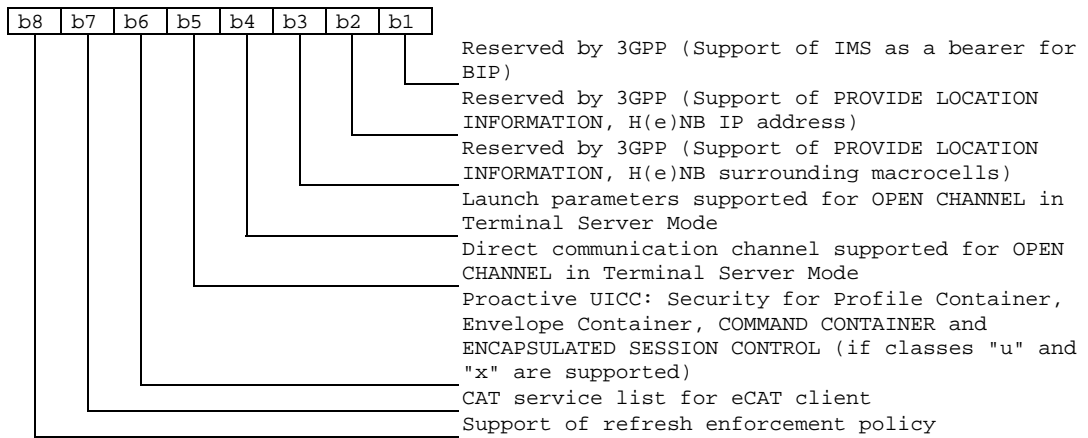 b8 b7 b6 b5 b4 b3 b2 b1
Reserved by 3GPP (Support of IMS as a bearer for
BIP)
Reserved by 3GPP (Support of PROVIDE LOCATION
INFORMATION, H(e)NB IP address)
Reserved by 3GPP (Support of PROVIDE LOCATION
INFORMATION, H(e)NB surrounding macrocells)
Launch parameters supported for OPEN CHANNEL in
Terminal Server Mode
Direct communication channel supported for OPEN
CHANNEL in Terminal Server Mode
Proactive UICC: Security for Profile Container,
Envelope Container, COMMAND CONTAINER and
ENCAPSULATED SESSION CONTROL (if classes "u" and
"x" are supported)
CAT service list for eCAT client
Support of refresh enforcement policy